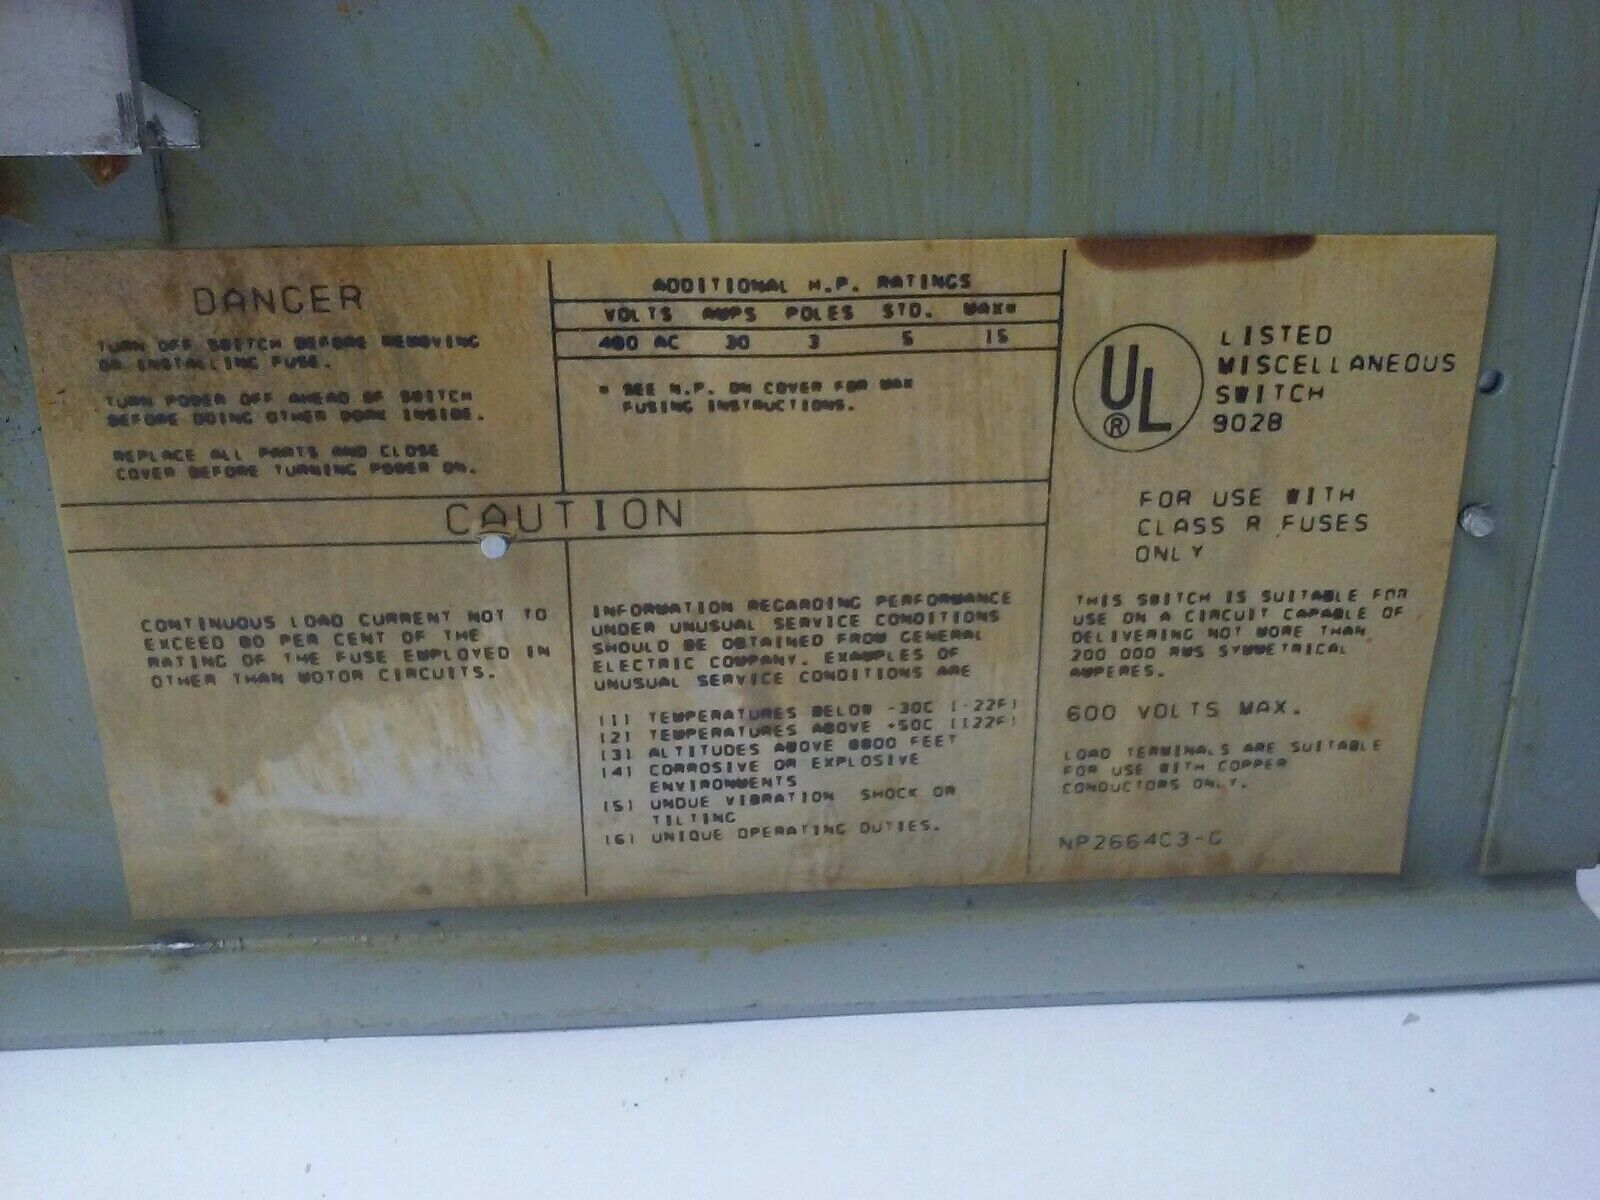 DANGER
TURN OFF SWITCH BEFORE REMOVING
OR INSTALLING FUSE.
TURN POWER OFF AHEAD OF SWITCH
BEFORE DOING OTHER WORK INSIDE.
REPLACE ALL PARTS AND CLOSE
COVER BEFORE TURNING POWER ON.
ADDITIONAL H.P. RATINGS
VOLTS AMPS POLES STD. MAX*
480 AC 30 3 5 15
* SEE N.P. ON COVER FOR MAX
FUSING INSTRUCTIONS.
CAUTION
CONTINUOUS LOAD CURRENT NOT TO
EXCEED 80 PER CENT OF THE
RATING OF THE FUSE EMPLOYED IN
OTHER THAN MOTOR CIRCUITS.
INFORMATION REGARDING PERFORMANCE
UNDER UNUSUAL SERVICE CONDITIONS
SHOULD BE OBTAINED FROM GENERAL
ELECTRIC COMPANY. EXAMPLES OF
UNUSUAL SERVICE CONDITIONS ARE
(1) TEMPERATURES BELOW -30C (-22F)
(2) TEMPERATURES ABOVE +50C (122F)
(3) ALTITUDES ABOVE 6600 FEET
(4) CORROSIVE OR EXPLOSIVE
ENVIRONMENTS
(5) UNDUE VIBRATION SHOCK OR
TILTING
(6) UNIQUE OPERATING DUTIES.
UL ®
LISTED
MISCELLANEOUS
SWITCH
902B
FOR USE WITH
CLASS R FUSES
ONLY
THIS SWITCH IS SUITABLE FOR
USE ON A CIRCUIT CAPABLE OF
DELIVERING NOT MORE THAN
200 000 RMS SYMMETRICAL
AMPERES.
600 VOLTS MAX.
LOAD TERMINALS ARE SUITABLE
FOR USE WITH COPPER
CONDUCTORS ONLY.
NP266403-G